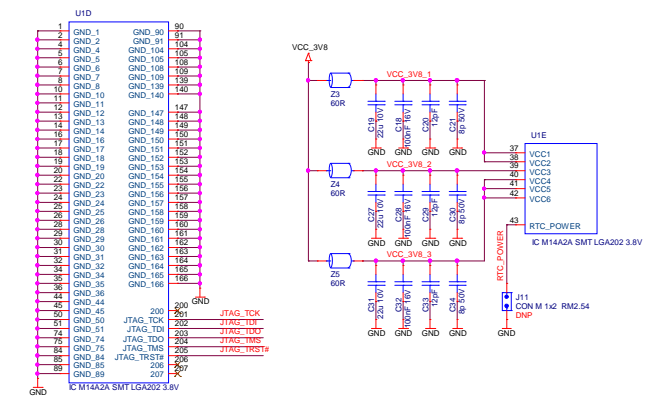 U1D
1 GND_1 GND_90 90
2 GND_2 GND_91 91
4 GND_4 GND_104 104
5 GND_5 GND_105 105
6 GND_6 GND_108 108
7 GND_7 GND_109 109
8 GND_8 GND_139 139
9 GND_9 GND_140 140
10 GND_10
11 GND_11
12 GND_12 GND_147 147
13 GND_13 GND_148 148
14 GND_14 GND_149 149
16 GND_16 GND_150 150
17 GND_17 GND_151 151
18 GND_18 GND_152 152
19 GND_19 GND_153 153
20 GND_20 GND_154 154
22 GND_22 GND_155 155
23 GND_23 GND_156 156
24 GND_24 GND_157 157
25 GND_25 GND_158 158
26 GND_26 GND_159 159
28 GND_28 GND_160 160
29 GND_29 GND_161 161
30 GND_30 GND_162 162
31 GND_31 GND_163 163
32 GND_32 GND_164 164
34 GND_34 GND_165 165
35 GND_35 GND_166 166
36 GND_36
44 GND_44 GND
45 GND_45 200 200
50 GND_50 JTAG_TCK 201 JTAG_TCK
51 GND_51 JTAG_TDI 202 JTAG_TDI
74 GND_74 JTAG_TDO 203 JTAG_TDO
75 GND_75 JTAG_TMS 204 JTAG_TMS
84 GND_84 JTAG_TRST# 205 JTAG_TRST#
85 GND_85 206 206
89 GND_89 207 207
GND
IC M14A2A SMT LGA202 3.8V
VCC_3V8
VCC_3V8_1
Z3
60R
C19
22u 10V
C18
100nF 16V
C20
12pF
C21
8p 50V
GND GND GND GND
VCC_3V8_2
Z4
60R
C27
22u 10V
C28
100nF 16V
C29
12pF
C30
8p 50V
GND GND GND GND
VCC_3V8_3
Z5
60R
C31
22u 10V
C32
100nF 16V
C33
12pF
C34
8p 50V
GND GND GND GND
U1E
37 VCC1
38 VCC2
39 VCC3
40 VCC4
41 VCC5
42 VCC6
43 RTC_POWER
IC M14A2A SMT LGA202 3.8V
RTC_POWER
J11
CON M 1x2 RM2.54
DNP
GND